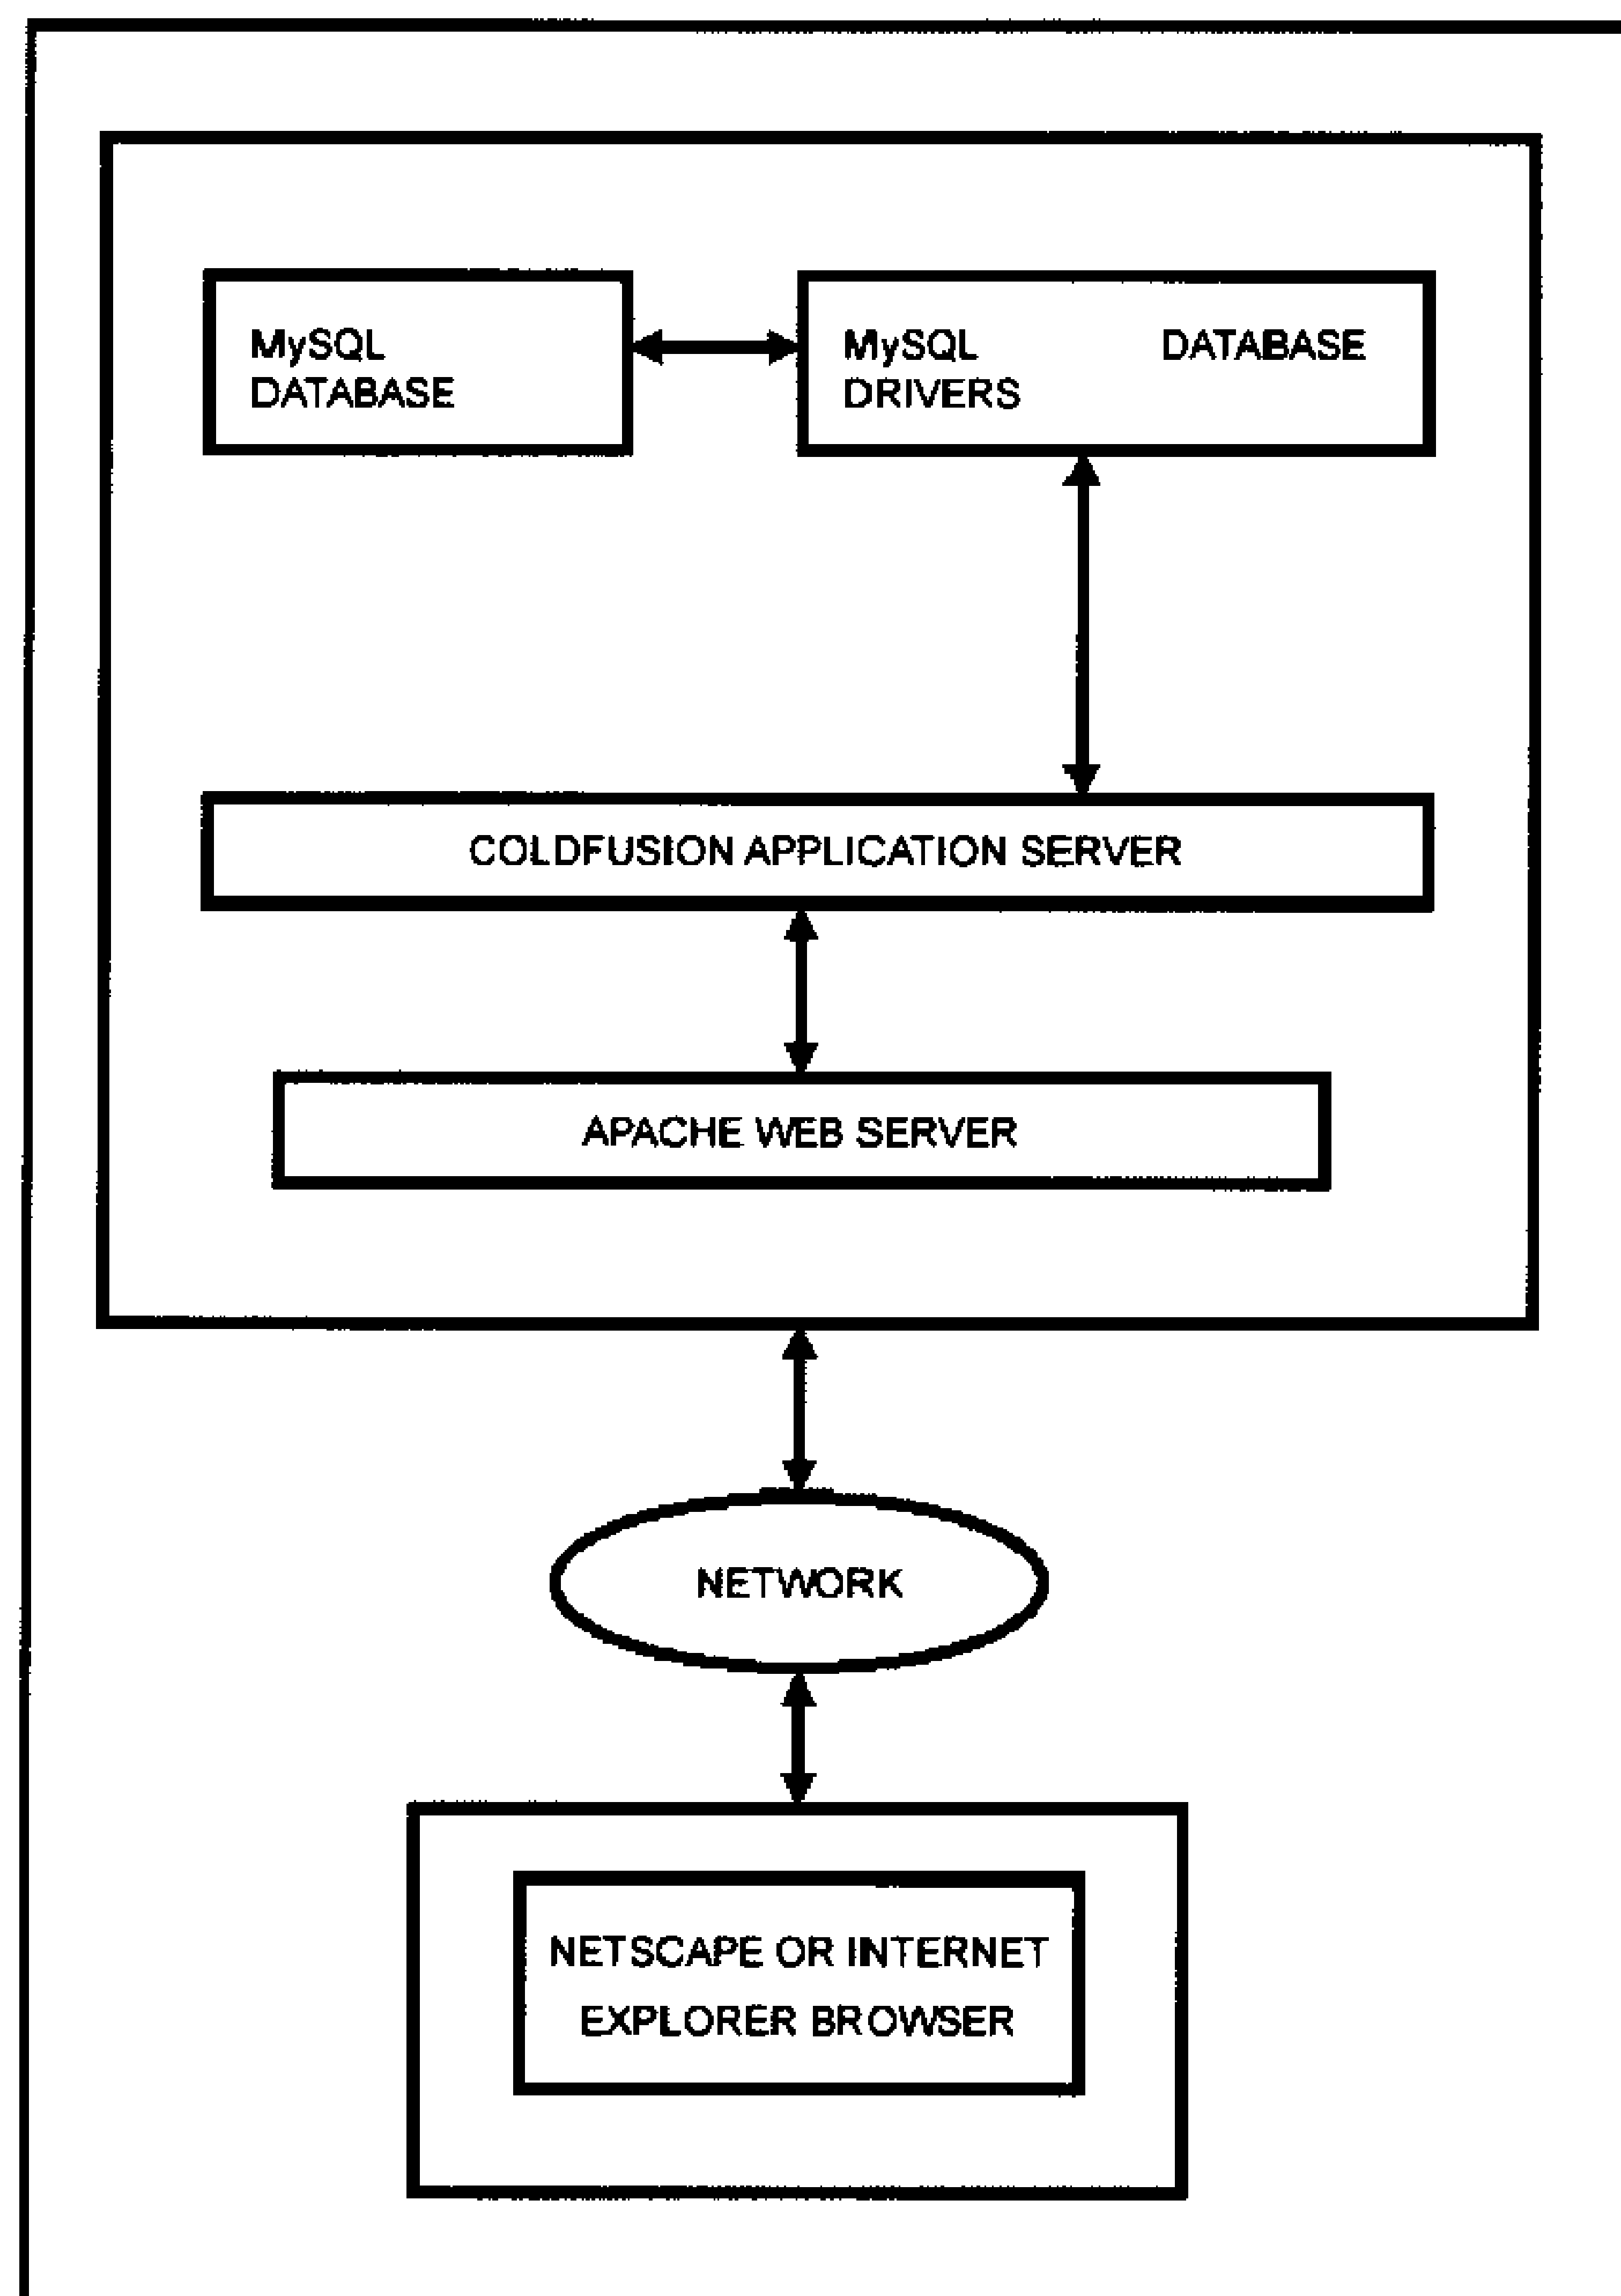 MySQL
DATABASE
MySQL DATABASE
DRIVERS
COLDFUSION APPLICATION SERVER
APACHE WEB SERVER
NETWORK
NETSCAPE OR INTERNET
EXPLORER BROWSER